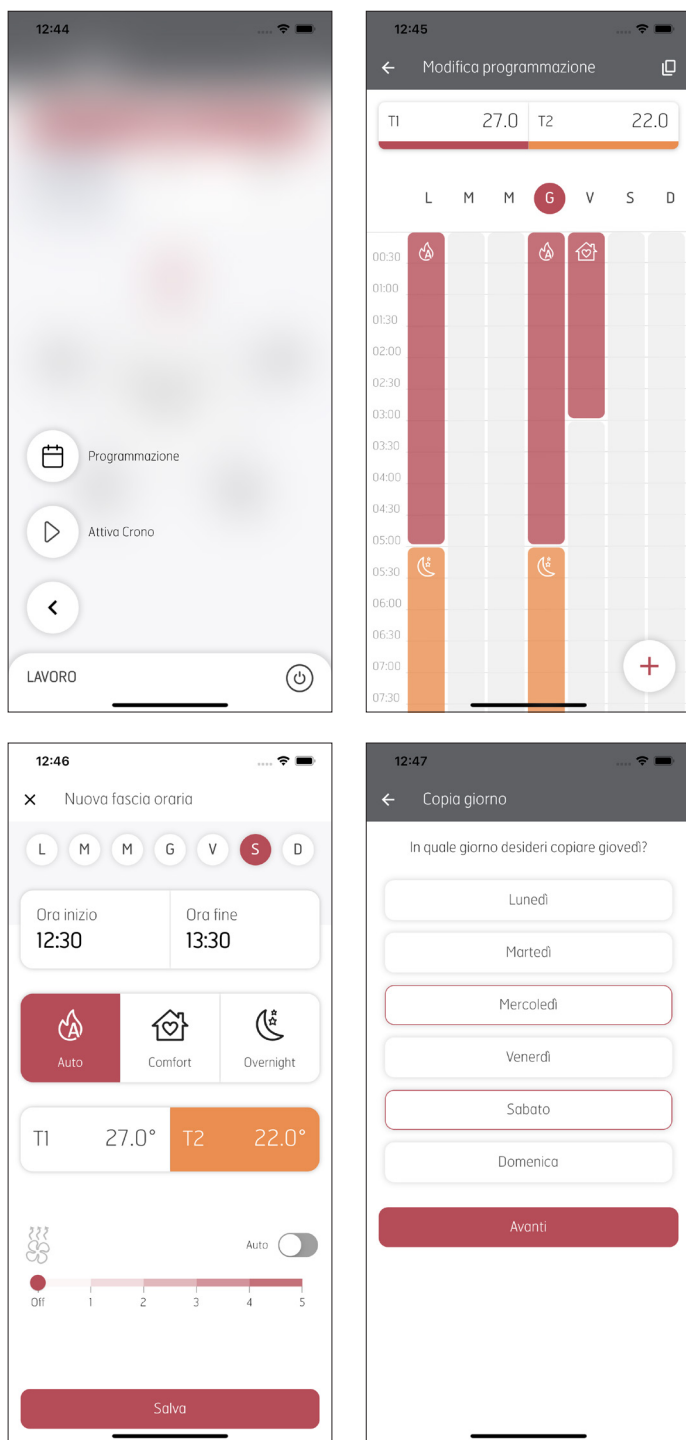 12:44
Programmazione
Attiva Crono
LAVORO
12:45
Modifica programmazione
T1 27.0 T2 22.0
L M M G V S D
00:30
01:00
01:30
02:00
02:30
03:00
03:30
04:00
04:30
05:00
05:30
06:00
06:30
07:00
07:30
A
A
+
12:46
Nuova fascia oraria
L M M G V S D
Ora inizio Ora fine
12:30 13:30
A
Auto Comfort Overnight
T1 27.0° T2 22.0°
Auto
Off 1 2 3 4 5
Salva
12:47
Copia giorno
In quale giorno desideri copiare giovedì?
Lunedì
Martedì
Mercoledì
Venerdì
Sabato
Domenica
Avanti